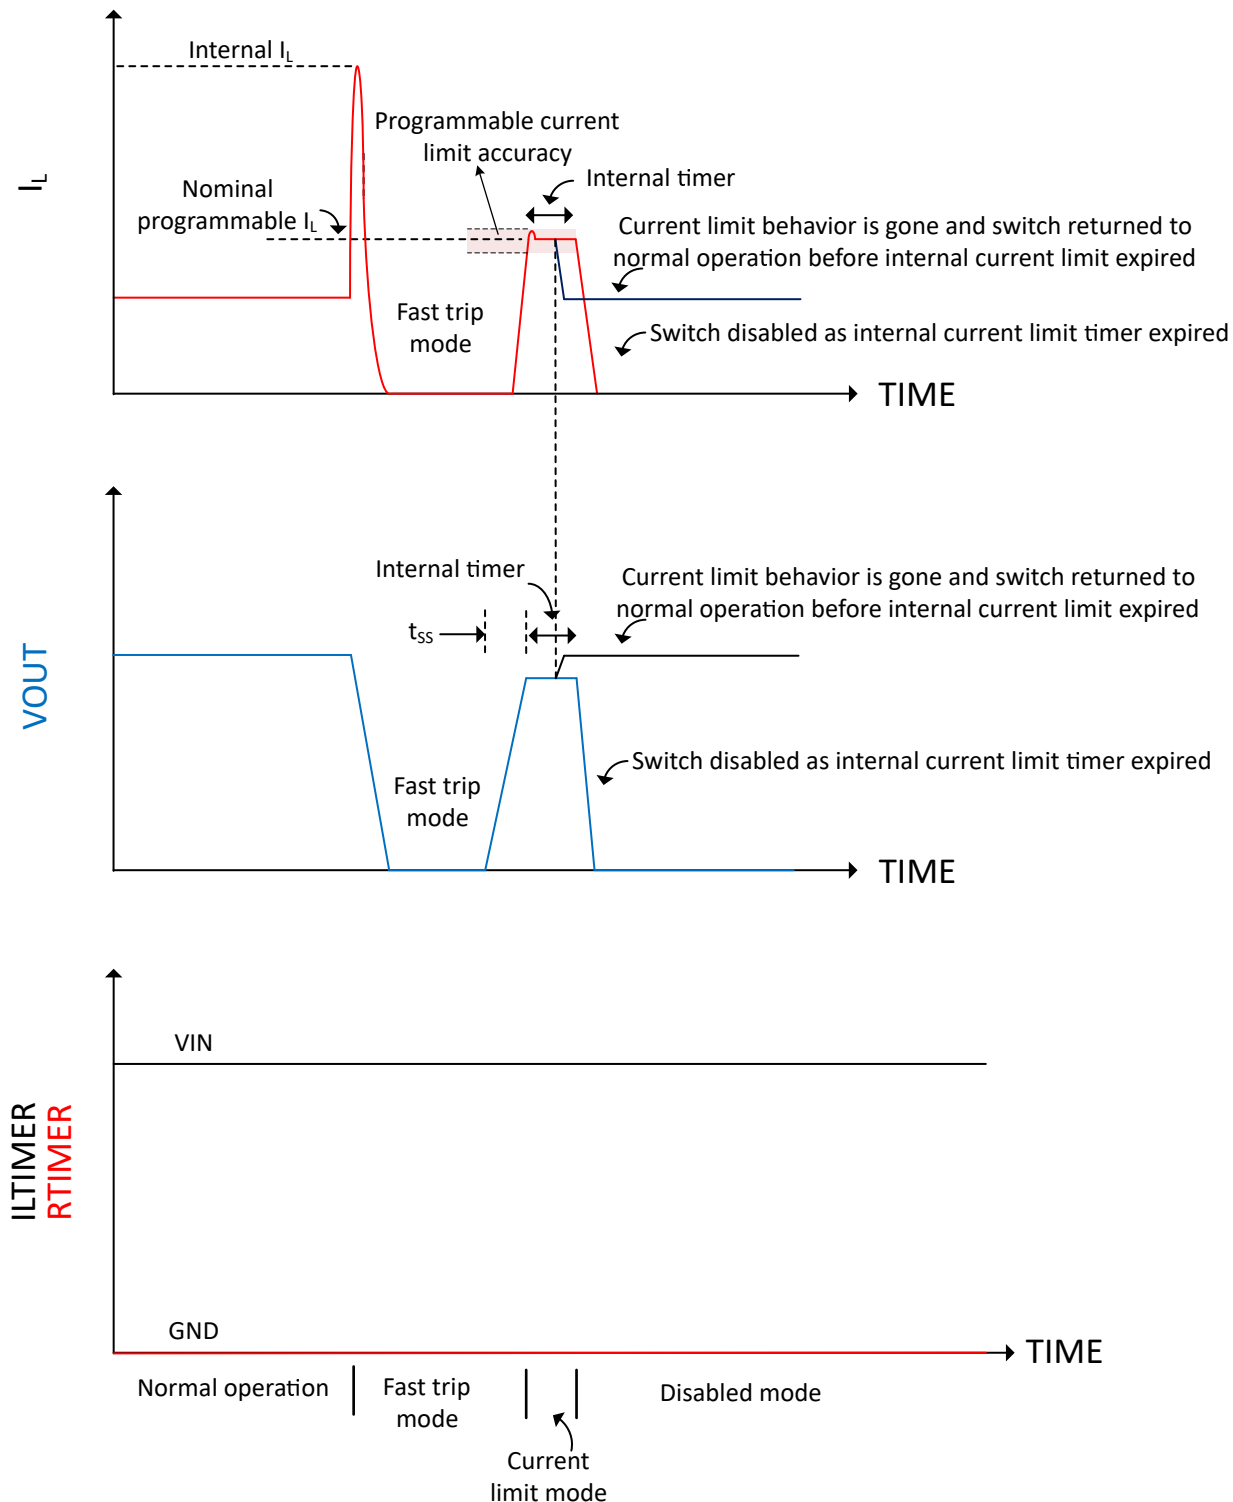 Internal IL
Programmable current
limit accuracy
Internal timer
Nominal
programmable IL
IL
Current limit behavior is gone and switch returned to
normal operation before internal current limit expired
Fast trip
mode
Switch disabled as internal current limit timer expired
TIME
Internal timer
Current limit behavior is gone and switch returned to
normal operation before internal current limit expired
tSS
VOUT
Switch disabled as internal current limit timer expired
Fast trip
mode
TIME
VIN
ILTIMER
RTIMER
GND
TIME
Normal operation
Fast trip
mode
Disabled mode
Current
limit mode